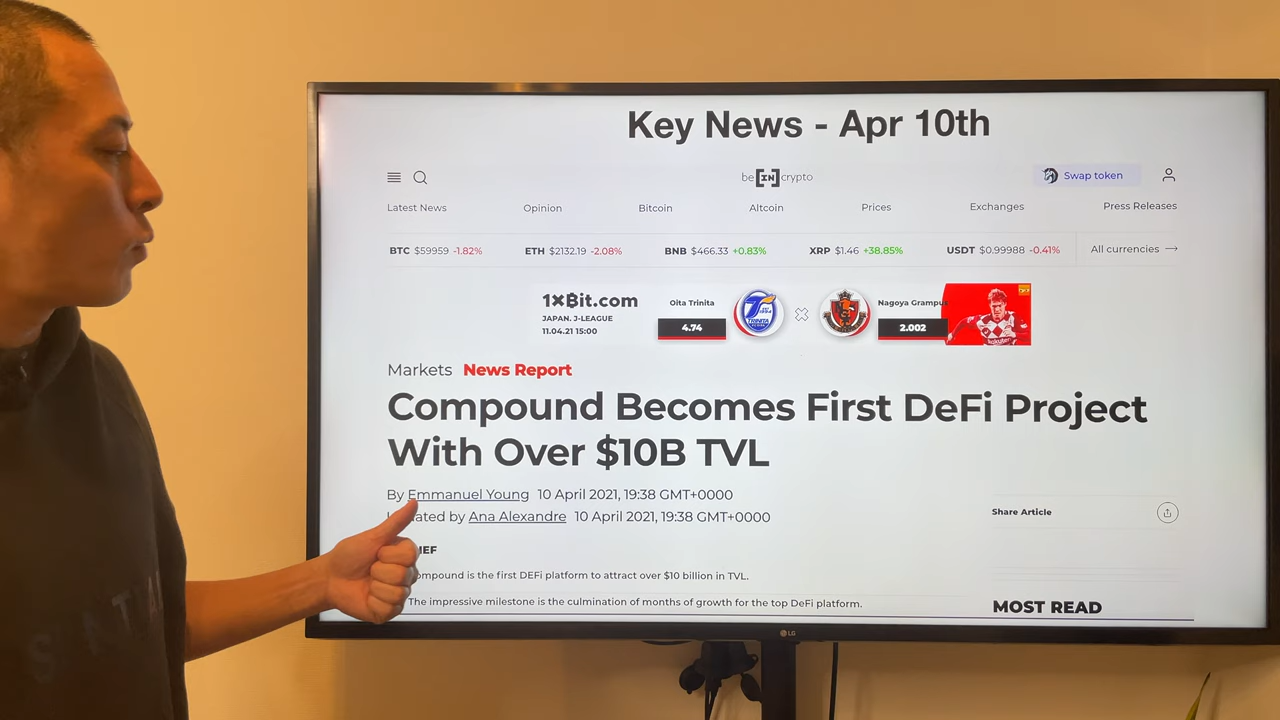 Key News - Apr 10th
be[IN]crypto
Swap token
Latest News Opinion Bitcoin Altcoin Prices Exchanges Press Releases
BTC $59959 -1.82% ETH $2132.19 -2.08% BNB $466.33 +0.83% XRP $1.46 +38.85% USDT $0.99988 -0.41% All currencies →
1xBit.com
JAPAN. J-LEAGUE
11.04.21 15:00
Oita Trinita
4.74
TRINITA
Nagoya Grampus
2.002
Markets News Report
Compound Becomes First DeFi Project
With Over $10B TVL
By Emmanuel Young 10 April 2021, 19:38 GMT+0000
ated by Ana Alexandre 10 April 2021, 19:38 GMT+0000
Share Article
IEF
ompound is the first DEFi platform to attract over $10 billion in TVL.
The impressive milestone is the culmination of months of growth for the top DeFi platform.
MOST READ
LG